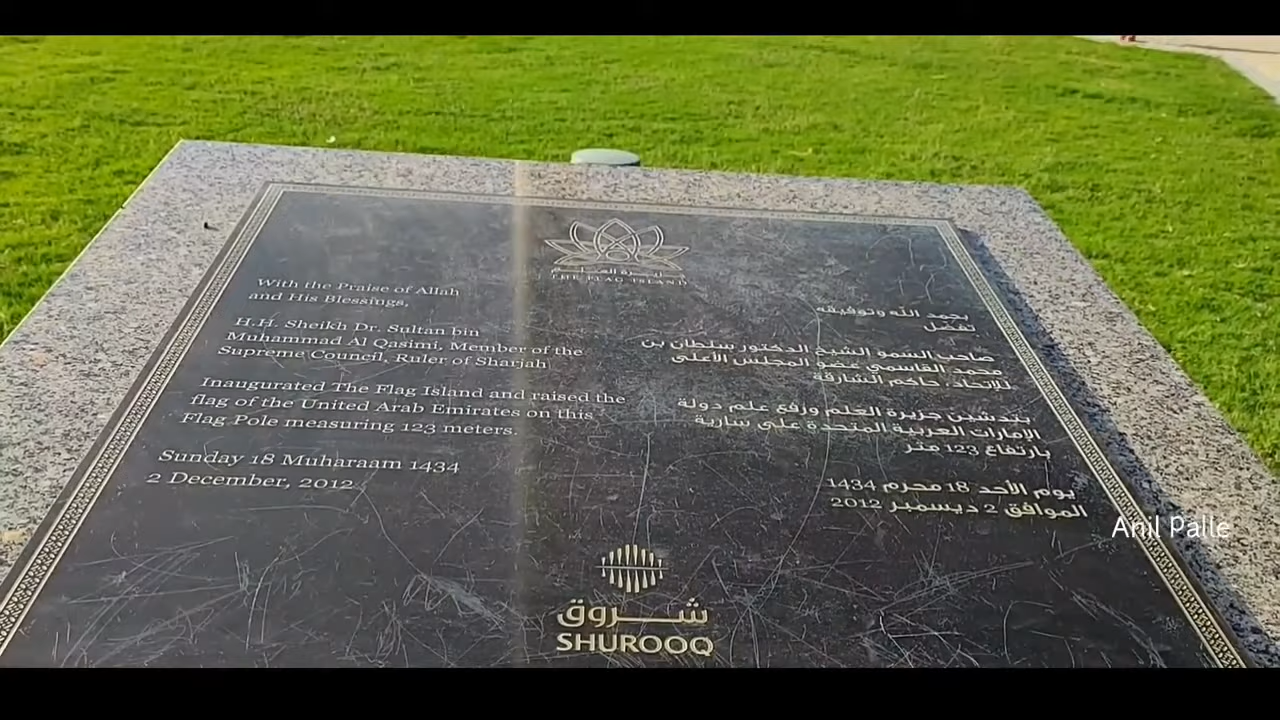 جزيرة العلم
THE FLAG ISLAND
With the Praise of Allah
and His Blessings,
H.H. Sheikh Dr. Sultan bin
Muhammad Al Qasimi, Member of the
Supreme Council, Ruler of Sharjah
Inaugurated The Flag Island and raised the
flag of the United Arab Emirates on this
Flag Pole measuring 123 meters.
Sunday 18 Muharaam 1434
2 December, 2012
بحمد الله وتوفيقه
تفضل
صاحب السمو الشيخ الدكتور سلطان بن
محمد القاسمي عضو المجلس الأعلى
للإتحاد، حاكم الشارقة
بتدشين جزيرة العلم ورفع علم دولة
الإمارات العربية المتحدة على سارية
بارتفاع 123 متر
يوم الأحد 18 محرم 1434
الموافق 2 ديسمبر 2012
شروق
SHUROOQ
Anil Palle